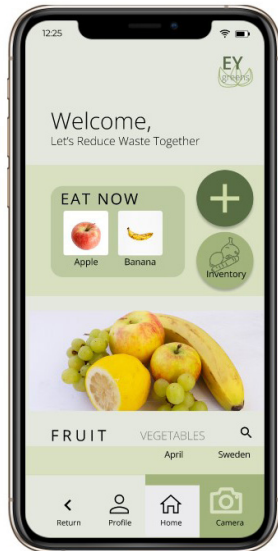 12:25
EY
greens
Welcome,
Let's Reduce Waste Together
EAT NOW
Apple Banana
Inventory
FRUIT VEGETABLES
April Sweden
Return Profile Home Camera